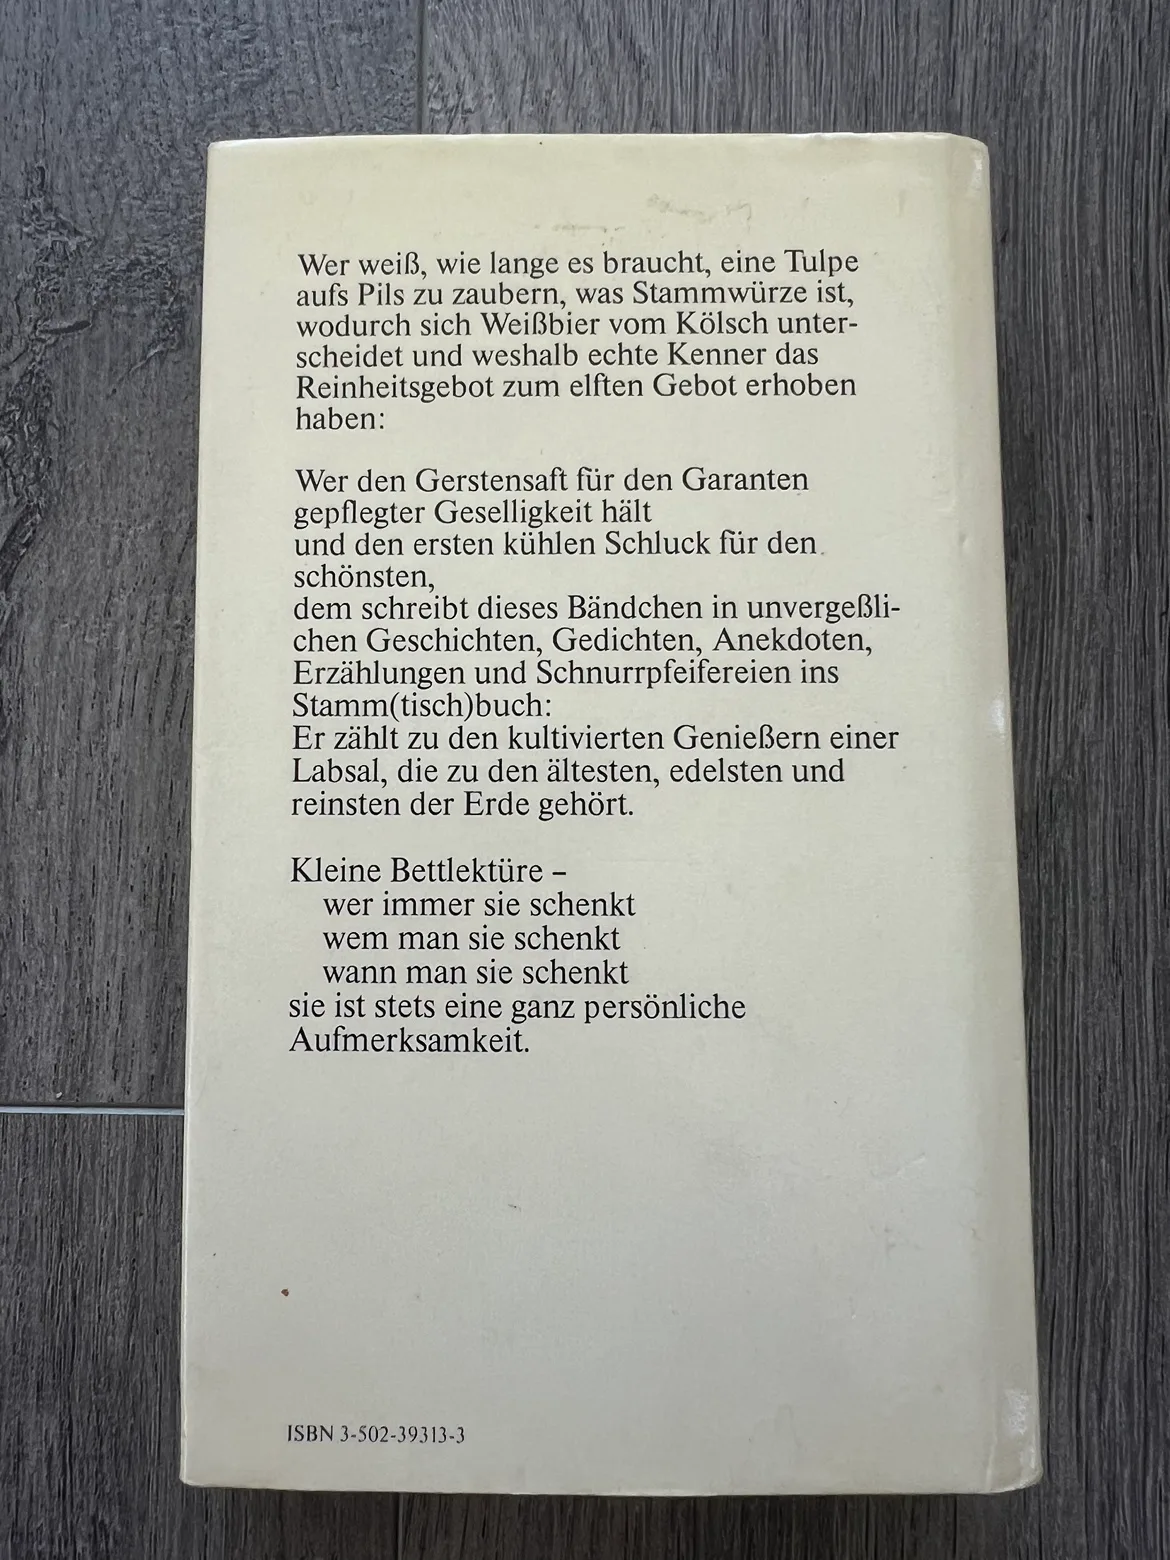 Wer weiß, wie lange es braucht, eine Tulpe
aufs Pils zu zaubern, was Stammwürze ist,
wodurch sich Weißbier vom Kölsch unter-
scheidet und weshalb echte Kenner das
Reinheitsgebot zum elften Gebot erhoben
haben:
Wer den Gerstensaft für den Garanten
gepflegter Geselligkeit hält
und den ersten kühlen Schluck für den
schönsten,
dem schreibt dieses Bändchen in unvergeßli-
chen Geschichten, Gedichten, Anekdoten,
Erzählungen und Schnurrpfeifereien ins
Stamm(tisch)buch:
Er zählt zu den kultivierten Genießern einer
Labsal, die zu den ältesten, edelsten und
reinsten der Erde gehört.
Kleine Bettlektüre –
wer immer sie schenkt
wem man sie schenkt
wann man sie schenkt
sie ist stets eine ganz persönliche
Aufmerksamkeit.
ISBN 3-502-39313-3